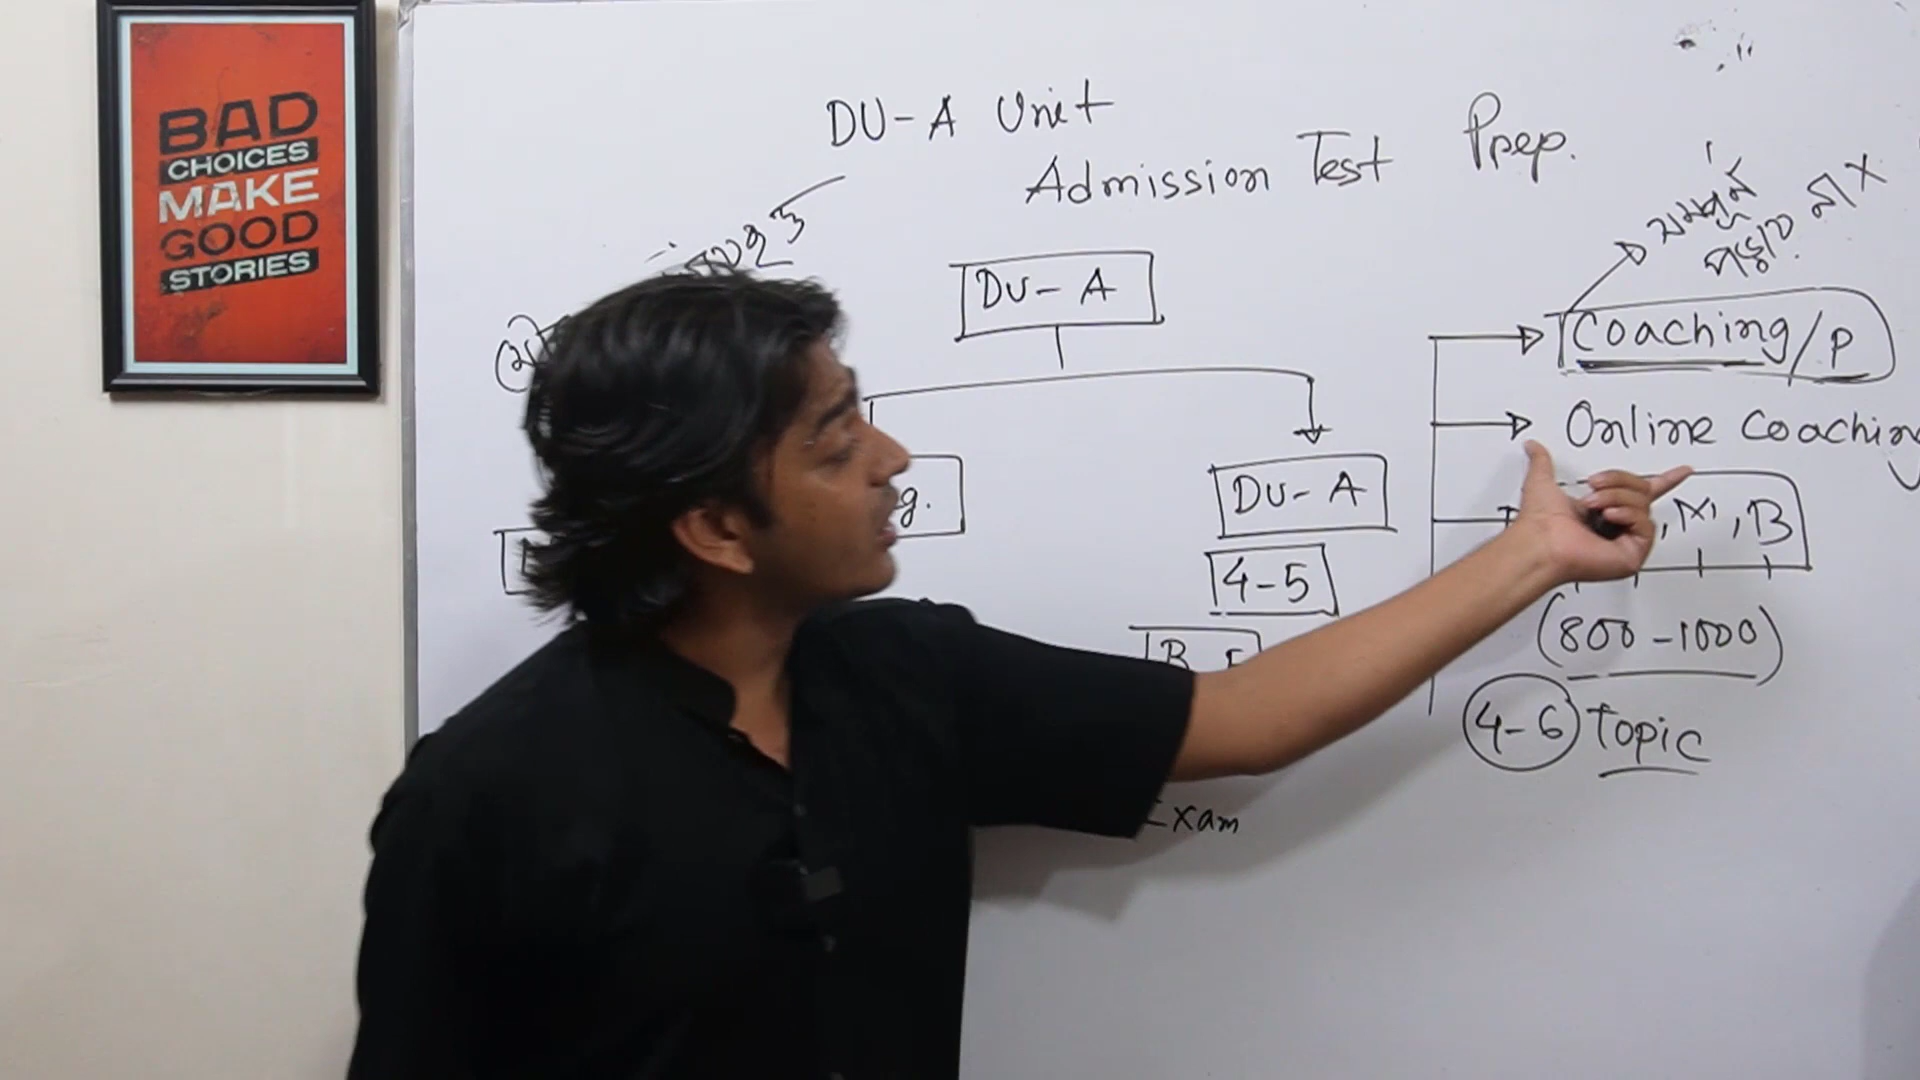 BAD
CHOICES
MAKE
GOOD
STORIES
DU-A Unit
Admission Test Prep.
DU-A
g.
DU-A
4-5
B
Exam
Coaching/P
Online Coaching
,M,B
(800-1000)
4-6 Topic
না X